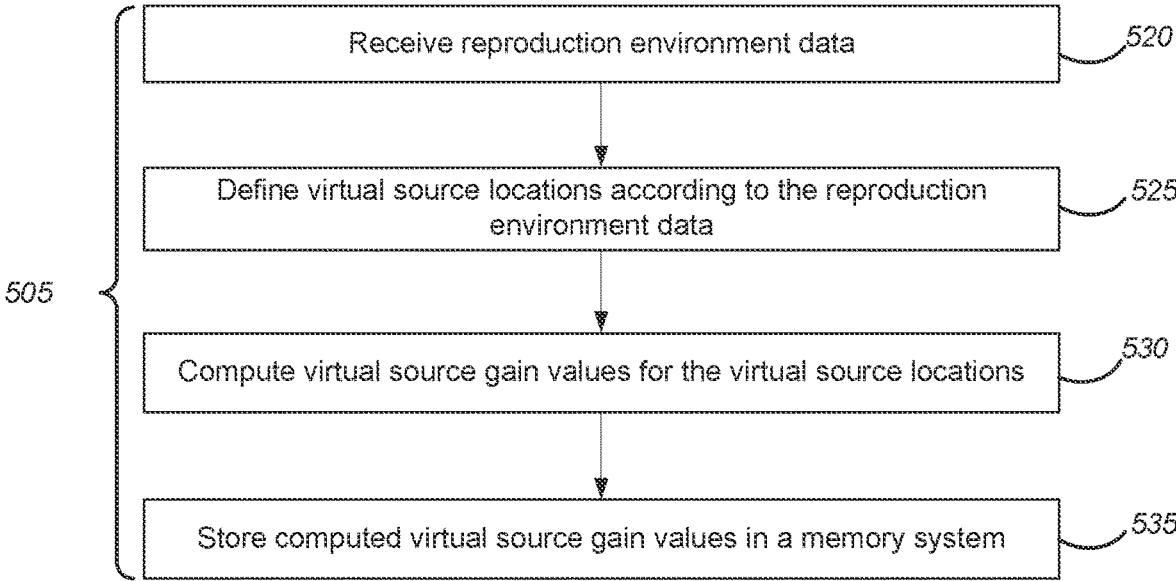 Receive reproduction environment data
520
Define virtual source locations according to the reproduction
environment data
525
505
Compute virtual source gain values for the virtual source locations
530
Store computed virtual source gain values in a memory system
535